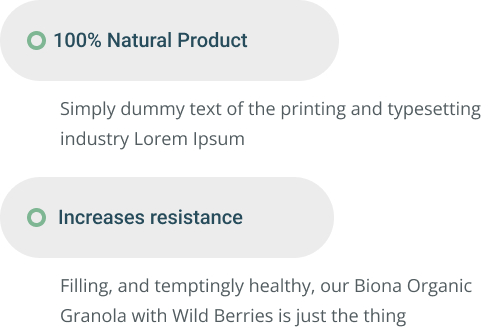 100% Natural Product
Simply dummy text of the printing and typesetting
industry Lorem Ipsum
Increases resistance
Filling, and temptingly healthy, our Biona Organic
Granola with Wild Berries is just the thing